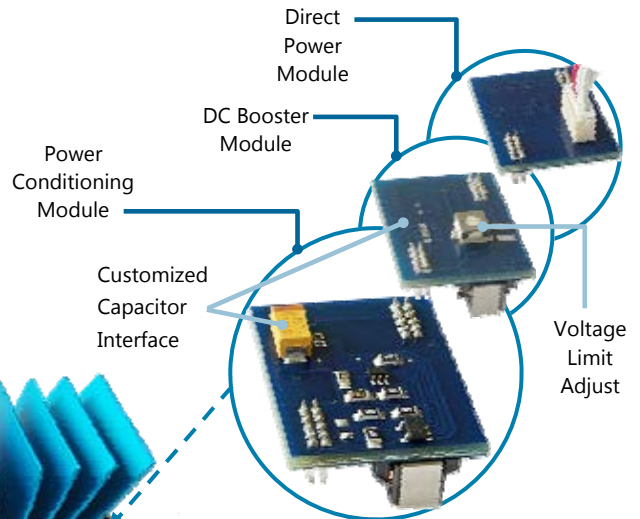 Direct
Power
Module
DC Booster
Module
Power
Conditioning
Module
Customized
Capacitor
Interface
Voltage
Limit
Adjust